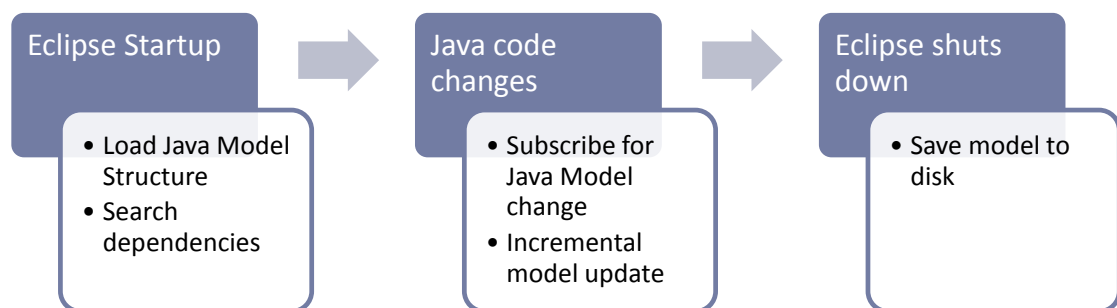 Eclipse Startup
• Load Java Model
Structure
• Search
dependencies
Java code
changes
• Subscribe for
Java Model
change
• Incremental
model update
Eclipse shuts
down
• Save model to
disk